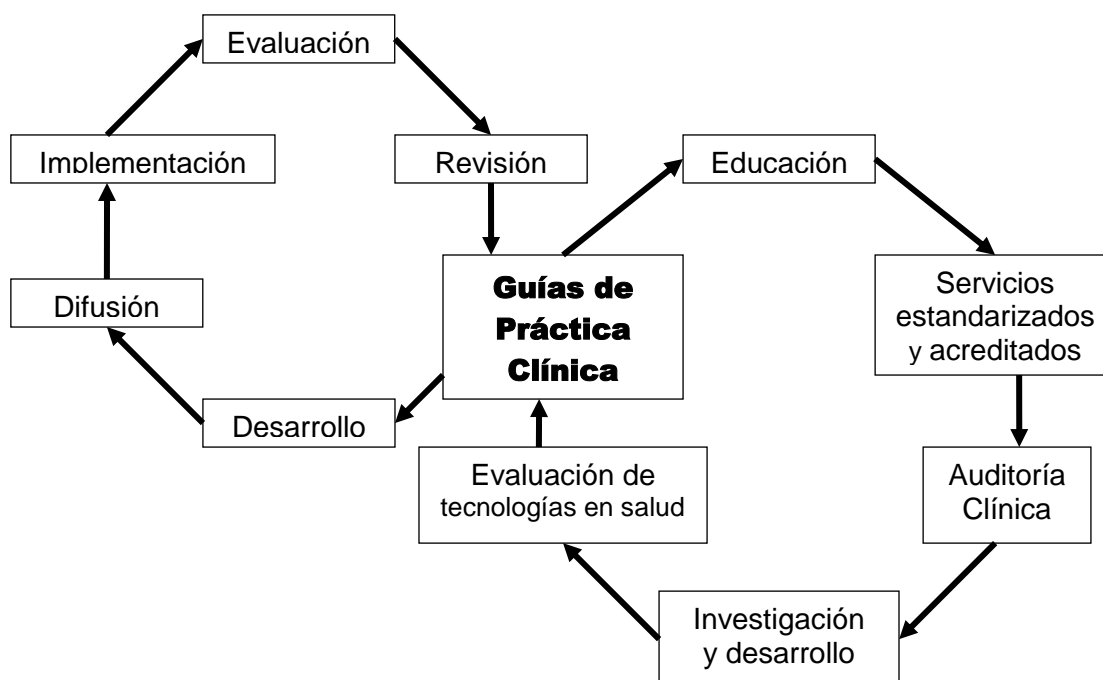 Evaluación
Implementación
Revisión
Educación
Guías de
Práctica
Clínica
Servicios
estandarizados
y acreditados
Difusión
Desarrollo
Evaluación de
tecnologías en salud
Auditoría
Clínica
Investigación
y desarrollo